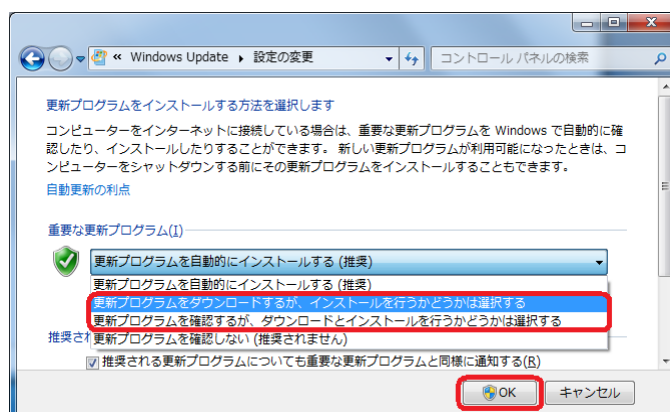 « Windows Update ▸ 設定の変更
コントロール パネルの検索
更新プログラムをインストールする方法を選択します
コンピューターをインターネットに接続している場合は、重要な更新プログラムを Windows で自動的に確
認したり、インストールしたりすることができます。 新しい更新プログラムが利用可能になったときは、コ
ンピューターをシャットダウンする前にその更新プログラムをインストールすることもできます。
自動更新の利点
重要な更新プログラム(I)
更新プログラムを自動的にインストールする (推奨)
更新プログラムを自動的にインストールする (推奨)
更新プログラムをダウンロードするが、インストールを行うかどうかは選択する
更新プログラムを確認するが、ダウンロードとインストールを行うかどうかは選択する
推奨さ
更新プログラムを確認しない (推奨されません)
推奨される更新プログラムについても重要な更新プログラムと同様に通知する(R)
OK
キャンセル